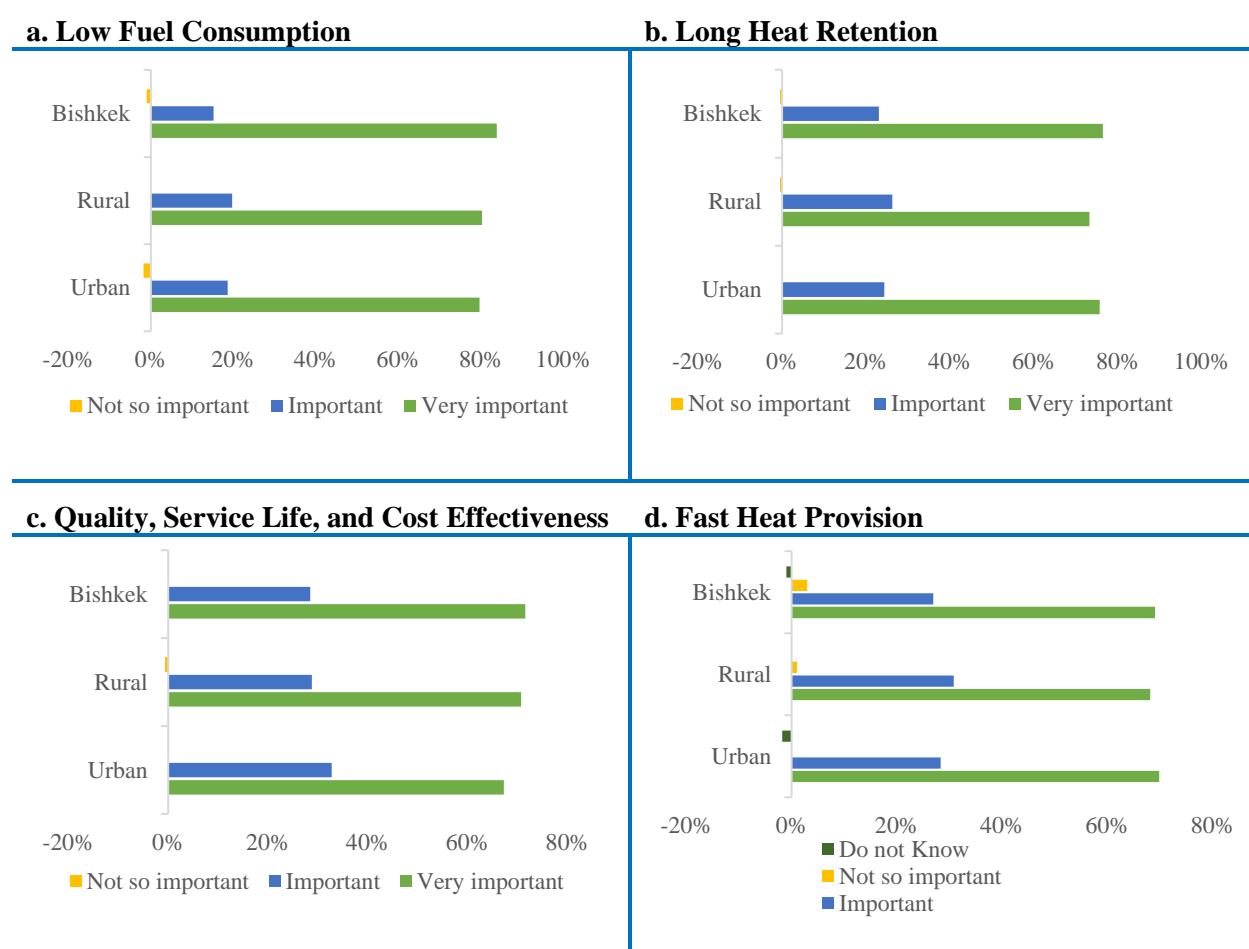 a. Low Fuel Consumption
Bishkek
Rural
Urban
-20% 0% 20% 40% 60% 80% 100%
Not so important Important Very important
b. Long Heat Retention
Bishkek
Rural
Urban
-20% 0% 20% 40% 60% 80% 100%
Not so important Important Very important
c. Quality, Service Life, and Cost Effectiveness
Bishkek
Rural
Urban
-20% 0% 20% 40% 60% 80%
Not so important Important Very important
d. Fast Heat Provision
Bishkek
Rural
Urban
-20% 0% 20% 40% 60% 80%
Do not Know
Not so important
Important